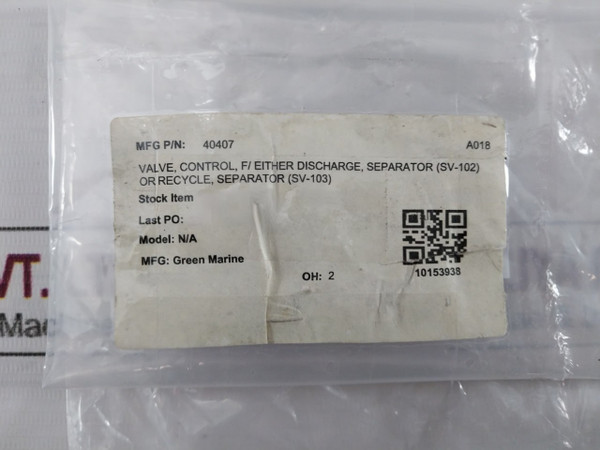 MFG P/N: 40407 A018
VALVE, CONTROL, F/ EITHER DISCHARGE, SEPARATOR (SV-102)
OR RECYCLE, SEPARATOR (SV-103)
Stock Item
Last PO:
Model: N/A
MFG: Green Marine
OH: 2
10153938
VT.
Mac